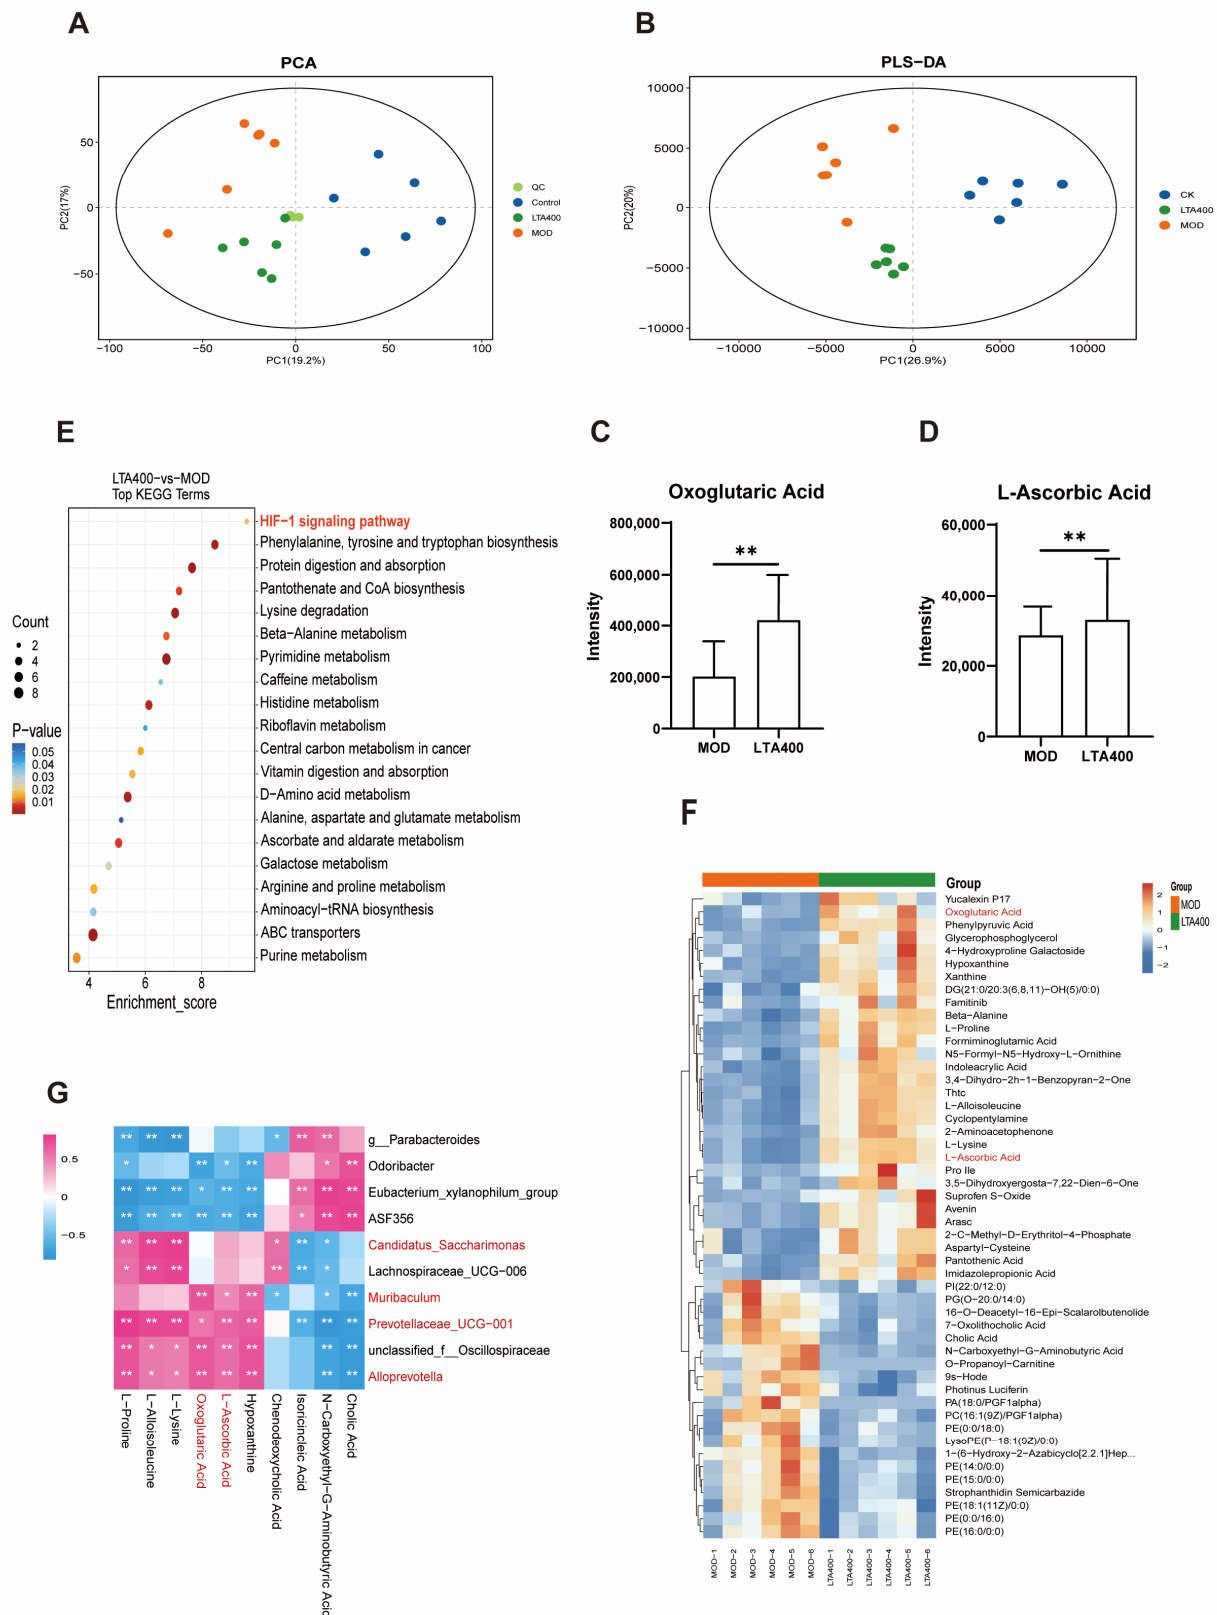 A
PCA
50
0
−50
−100
−50
0
50
100
PC1(19.2%)
PC2(17%)
QC
Control
LTA400
MOD
B
PLS−DA
10000
5000
0
−5000
−10000
−10000
−5000
0
5000
10000
PC1(26.9%)
PC2(20%)
CK
LTA400
MOD
E
LTA400−vs−MOD
Top KEGG Terms
HIF−1 signaling pathway
Phenylalanine, tyrosine and tryptophan biosynthesis
Protein digestion and absorption
Pantothenate and CoA biosynthesis
Lysine degradation
Beta−Alanine metabolism
Pyrimidine metabolism
Caffeine metabolism
Histidine metabolism
Riboflavin metabolism
Central carbon metabolism in cancer
Vitamin digestion and absorption
D−Amino acid metabolism
Alanine, aspartate and glutamate metabolism
Ascorbate and aldarate metabolism
Galactose metabolism
Arginine and proline metabolism
Aminoacyl−tRNA biosynthesis
ABC transporters
Purine metabolism
4
6
8
Enrichment_score
Count
2
4
6
8
P−value
0.05
0.04
0.03
0.02
0.01
C
Oxoglutaric Acid
800,000
600,000
400,000
200,000
0
Intensity
**
MOD
LTA400
D
L-Ascorbic Acid
60,000
40,000
20,000
0
Intensity
**
MOD
LTA400
F
Group
Yucalexin P17
Oxoglutaric Acid
Phenylpyruvic Acid
Glycerophosphoglycerol
4−Hydroxyproline Galactoside
Hypoxanthine
Xanthine
DG(21:0/20:3(6,8,11)−OH(5)/0:0)
Famitinib
Beta−Alanine
L−Proline
Formiminoglutamic Acid
N5−Formyl−N5−Hydroxy−L−Ornithine
Indoleacrylic Acid
3,4−Dihydro−2h−1−Benzopyran−2−One
Thtc
L−Alloisoleucine
Cyclopentylamine
2−Aminoacetophenone
L−Lysine
L−Ascorbic Acid
Pro Ile
3,5−Dihydroxyergosta−7,22−Dien−6−One
Suprofen S−Oxide
Avenin
Arasc
2−C−Methyl−D−Erythritol−4−Phosphate
Aspartyl−Cysteine
Pantothenic Acid
Imidazolepropionic Acid
PI(22:0/12:0)
PG(O−20:0/14:0)
16−O−Deacetyl−16−Epi−Scalarolbutenolide
7−Oxolithocholic Acid
Cholic Acid
N−Carboxyethyl−G−Aminobutyric Acid
O−Propanoyl−Carnitine
9s−Hode
Photinus Luciferin
PA(18:0/PGF1alpha)
PC(16:1(9Z)/PGF1alpha)
PE(0:0/18:0)
LysoPE(P−18:1(9Z)/0:0)
1−(6−Hydroxy−2−Azabicyclo[2.2.1]Hep...
PE(14:0/0:0)
PE(15:0/0:0)
Strophanthidin Semicarbazide
PE(18:1(11Z)/0:0)
PE(0:0/16:0)
PE(16:0/0:0)
MOD−1
MOD−2
MOD−3
MOD−4
MOD−5
MOD−6
LTA400−1
LTA400−2
LTA400−3
LTA400−4
LTA400−5
LTA400−6
2
1
0
−1
−2
Group
MOD
LTA400
G
0.5
0
−0.5
** ** ** * ** ** g__Parabacteroides
* ** * ** * ** Odoribacter
** ** ** * ** ** ** ** ** Eubacterium_xylanophilum_group
** ** ** ** ** ** * ** ** ASF356
** ** ** * ** * Candidatus_Saccharimonas
* ** ** ** ** * Lachnospiraceae_UCG−006
** * ** * * ** Muribaculum
** ** ** * ** ** ** ** ** Prevotellaceae_UCG−001
** * * ** ** ** ** ** unclassified_f__Oscillospiraceae
** * * ** ** ** ** ** Alloprevotella
L−Proline
L−Alloisoleucine
L−Lysine
Oxoglutaric Acid
L−Ascorbic Acid
Hypoxanthine
Chenodeoxycholic Acid
Isoricinoleic Acid
N−Carboxyethyl−G−Aminobutyric Acid
Cholic Acid